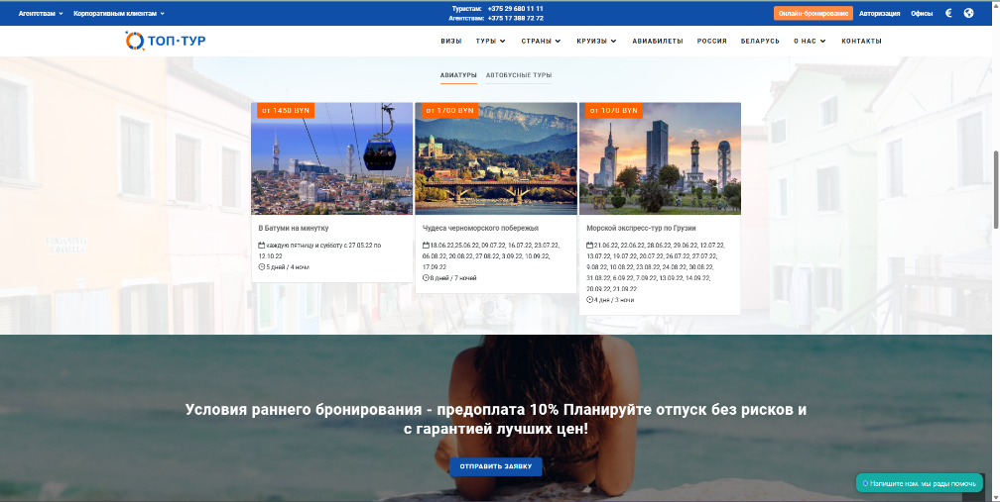 Агентствам
Корпоративным клиентам
Туристам: +375 29 680 11 11
Агентствам: +375 17 388 72 72
Онлайн-бронирование
Авторизация
Офисы
€
ТОП·ТУР
ВИЗЫ
ТУРЫ
СТРАНЫ
КРУИЗЫ
АВИАБИЛЕТЫ
РОССИЯ
БЕЛАРУСЬ
О НАС
КОНТАКТЫ
АВИАТУРЫ
АВТОБУСНЫЕ ТУРЫ
от 1450 BYN
В Батуми на минутку
каждую пятницу и субботу с 27.05.22 по
12.10.22
5 дней / 4 ночи
от 1700 BYN
Чудеса черноморского побережья
18.06.22,25.06.22, 09.07.22, 16.07.22, 23.07.22,
06.08.22, 20.08.22, 27.08.22, 3.09.22, 10.09.22,
17.09.22
8 дней / 7 ночей
от 1070 BYN
Морской экспресс-тур по Грузии
21.06.22, 22.06.22, 28.06.22, 29.06.22, 12.07.22,
13.07.22, 19.07.22, 20.07.22, 26.07.22, 27.07.22,
9.08.22, 10.08.22, 23.08.22, 24.08.22, 30.08.22,
31.08.22, 6.09.22, 7.09.22, 13.09.22, 14.09.22,
20.09.22, 21.09.22
4 дня / 3 ночи
Условия раннего бронирования - предоплата 10% Планируйте отпуск без рисков и
с гарантией лучших цен!
ОТПРАВИТЬ ЗАЯВКУ
Напишите нам, мы рады помочь